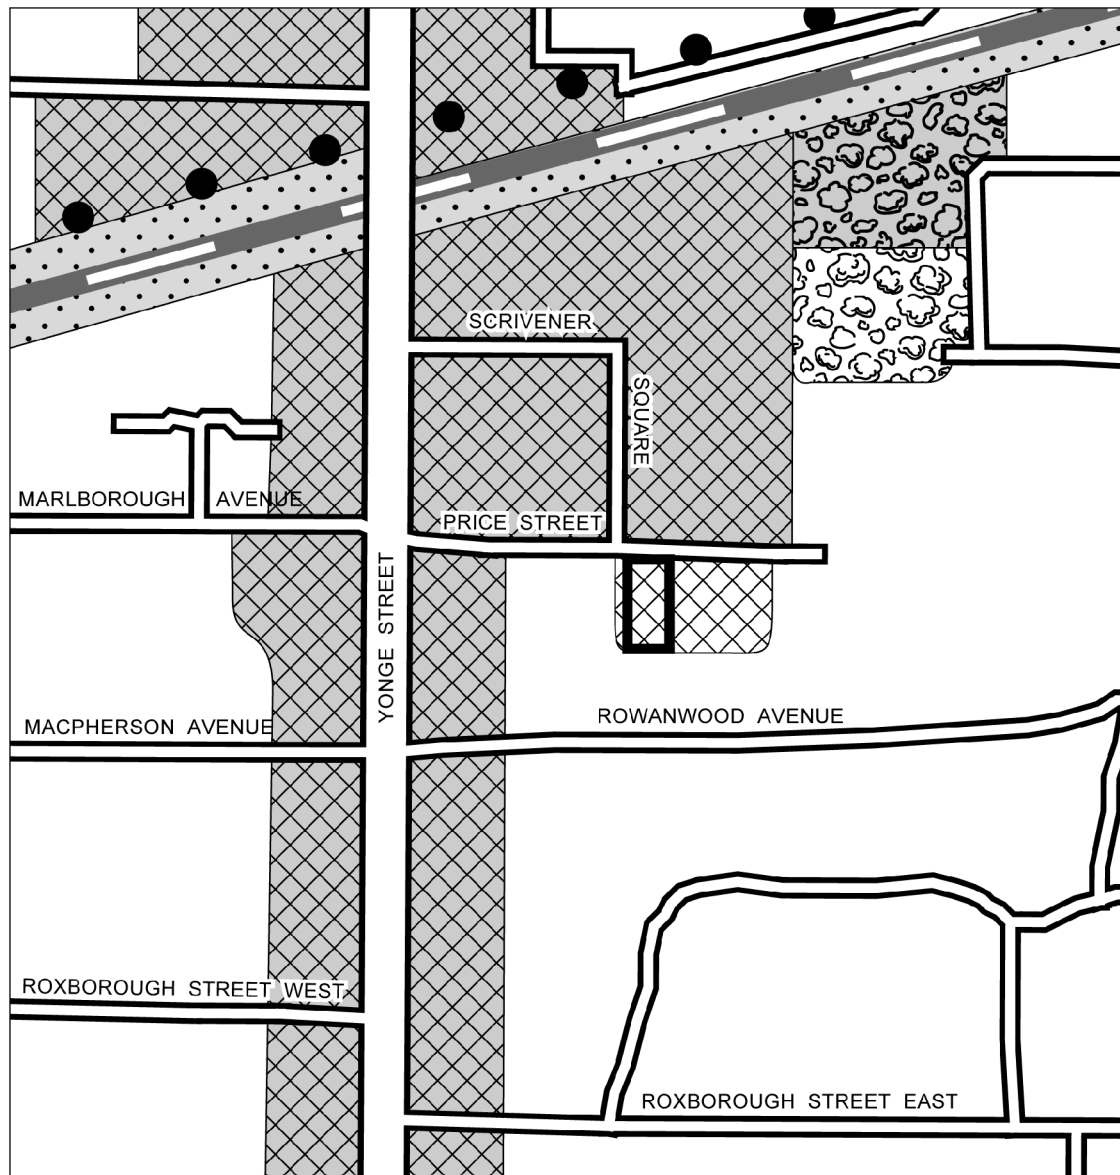 SCRIVENER
SQUARE
MARLBOROUGH AVENUE
PRICE STREET
YONGE STREET
MACPHERSON AVENUE
ROWANWOOD AVENUE
ROXBOROUGH STREET WEST
ROXBOROUGH STREET EAST